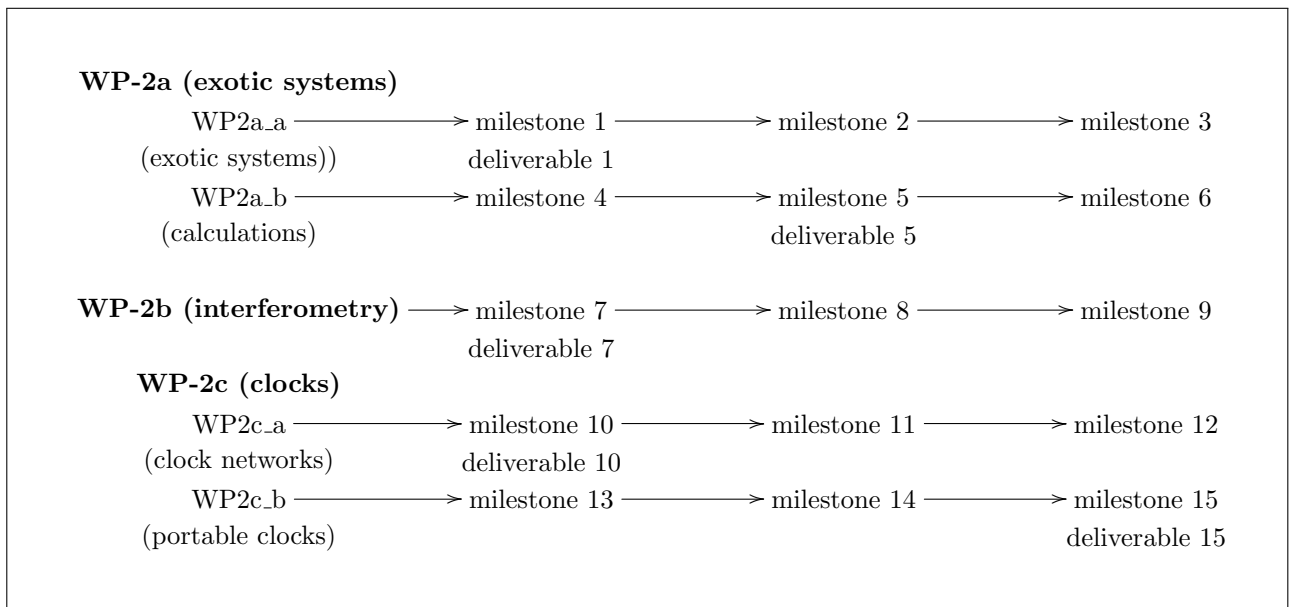 WP-2a (exotic systems)
WP2a_a milestone 1 milestone 2 milestone 3
(exotic systems)) deliverable 1
WP2a_b milestone 4 milestone 5 milestone 6
(calculations) deliverable 5
WP-2b (interferometry) milestone 7 milestone 8 milestone 9
deliverable 7
WP-2c (clocks)
WP2c_a milestone 10 milestone 11 milestone 12
(clock networks) deliverable 10
WP2c_b milestone 13 milestone 14 milestone 15
(portable clocks) deliverable 15